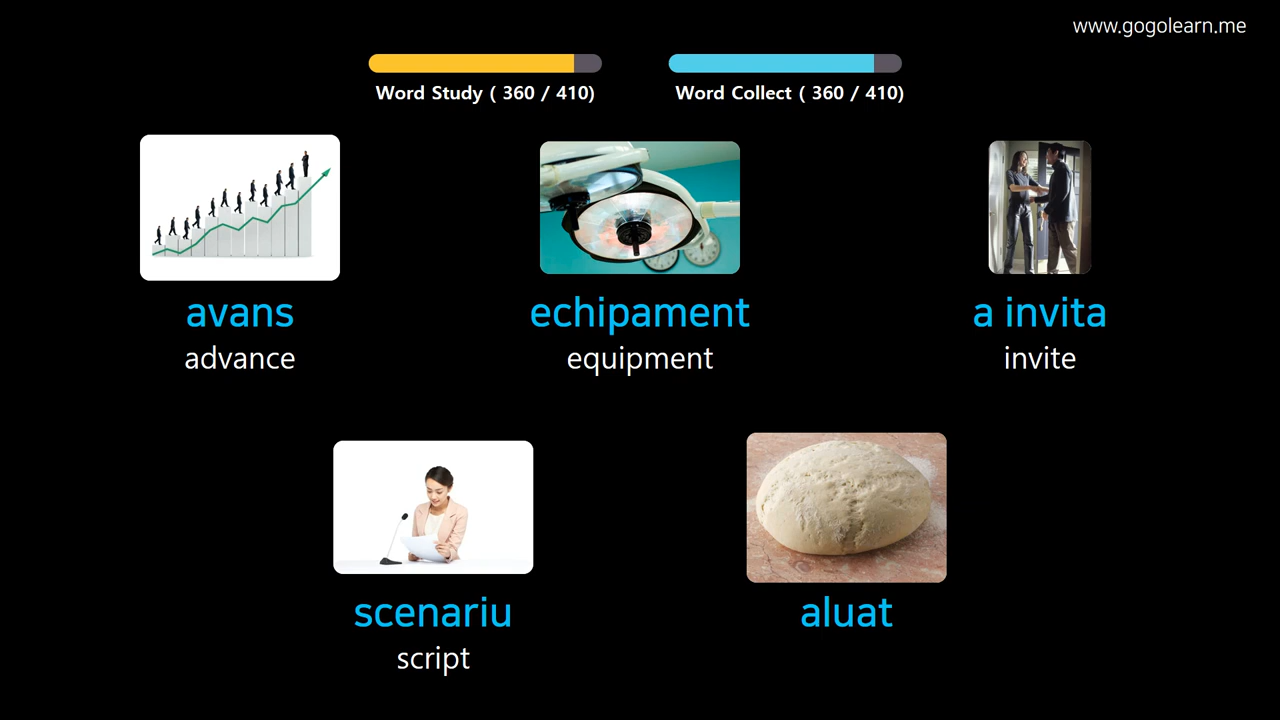 www.gogolearn.me
Word Study ( 360 / 410)
Word Collect ( 360 / 410)
avans
advance
echipament
equipment
a invita
invite
scenariu
script
aluat